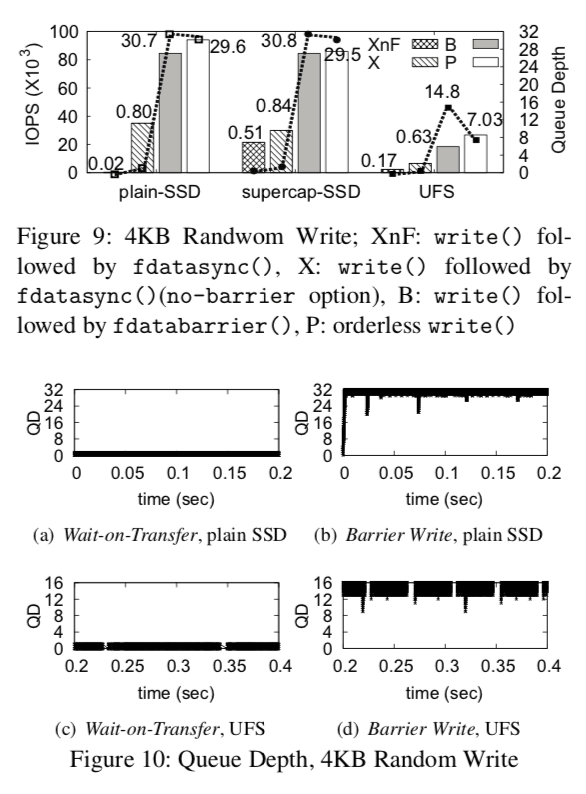 100
80
60
40
20
0
IOPS (X10³)
32
28
24
20
16
12
8
4
0
Queue Depth
XnF B
X P
0.02
0.80
30.7
29.6
0.51
0.84
30.8
29.5
0.17
0.63
14.8
7.03
plain-SSD supercap-SSD UFS
Figure 9: 4KB Randwom Write; XnF: write() fol-
lowed by fdatasync(), X: write() followed by
fdatasync()(no-barrier option), B: write() fol-
lowed by fdatabarrier(), P: orderless write()
32
24
16
8
0
QD
0 0.05 0.1 0.15 0.2
time (sec)
(a) Wait-on-Transfer, plain SSD
32
24
16
8
0
QD
0 0.05 0.1 0.15 0.2
time (sec)
(b) Barrier Write, plain SSD
16
12
8
4
0
QD
0.2 0.25 0.3 0.35 0.4
time (sec)
(c) Wait-on-Transfer, UFS
16
12
8
4
0
QD
0.2 0.25 0.3 0.35 0.4
time (sec)
(d) Barrier Write, UFS
Figure 10: Queue Depth, 4KB Random Write